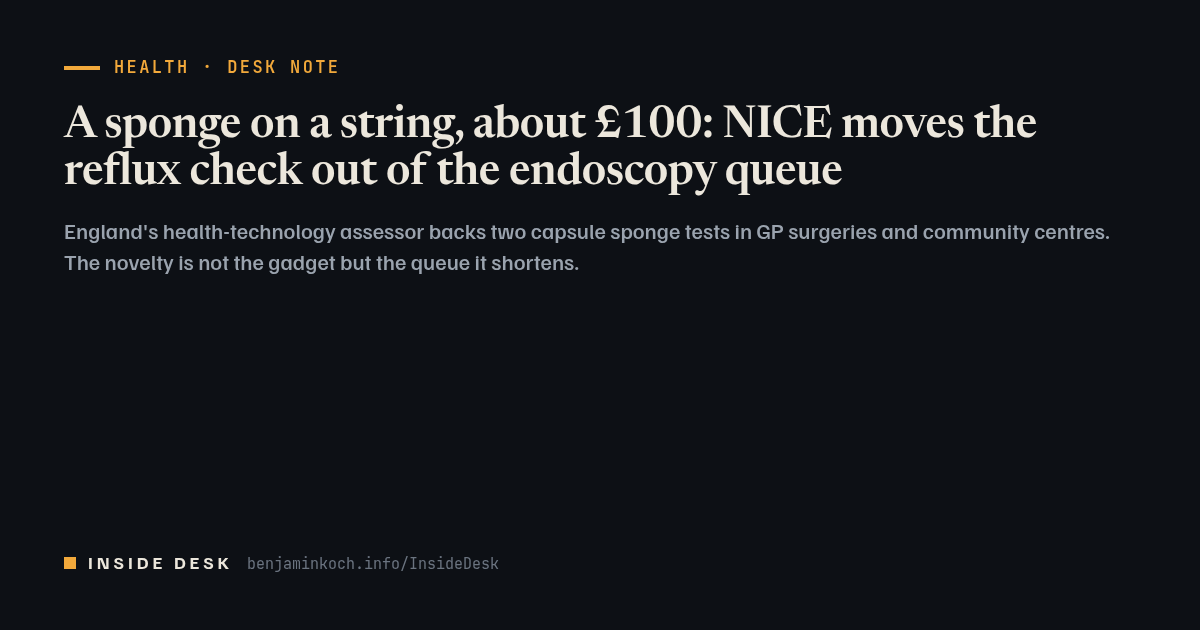 HEALTH · DESK NOTE
A sponge on a string, about £100: NICE moves the
reflux check out of the endoscopy queue
England's health-technology assessor backs two capsule sponge tests in GP surgeries and community centres.
The novelty is not the gadget but the queue it shortens.
INSIDE DESK benjaminkoch.info/InsideDesk